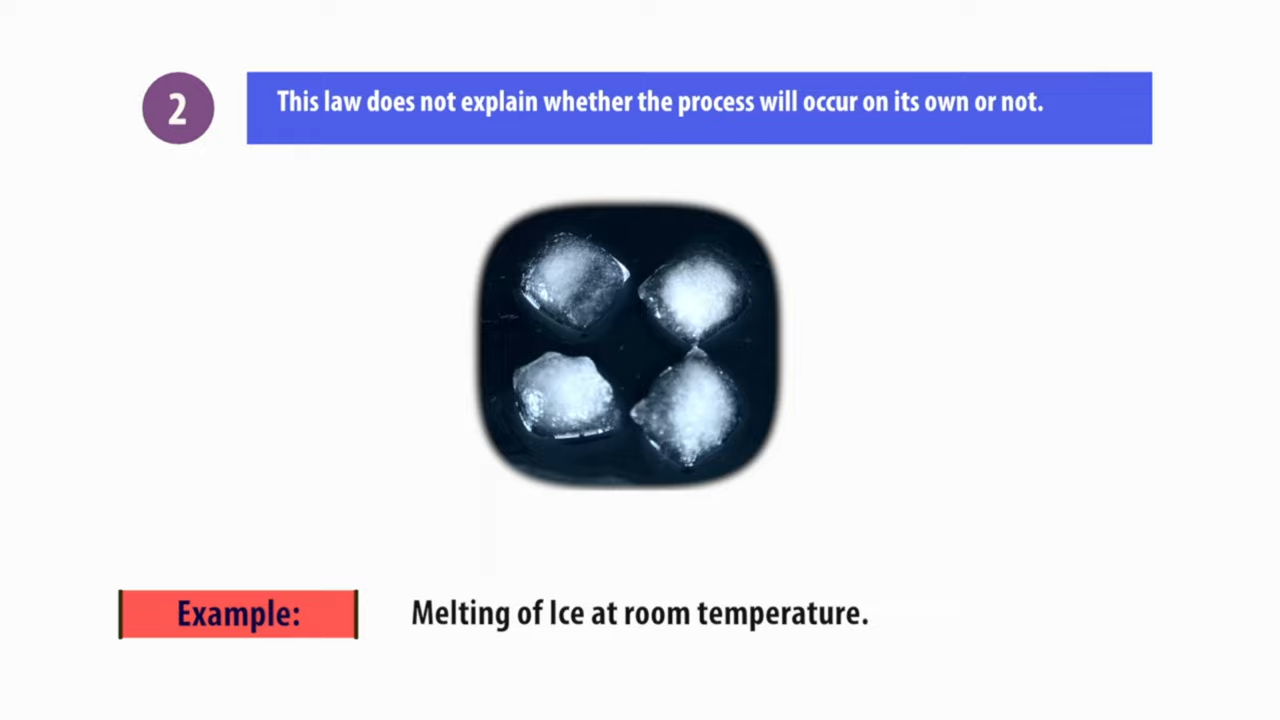 2
This law does not explain whether the process will occur on its own or not.
Example:
Melting of Ice at room temperature.